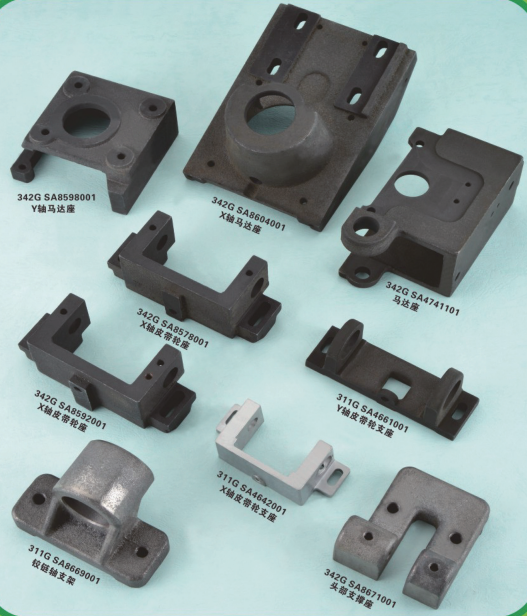 342G SA8598001
Y轴马达座
342G SA8604001
X轴马达座
342G SA4741101
马达座
342G SA8578001
X轴皮带轮座
342G SA8592001
X轴皮带轮座
311G SA4661001
Y轴皮带轮支座
311G SA4642001
X轴皮带轮支座
311G SA8669001
铰链轴支架
342G SA8671001
头部支撑座